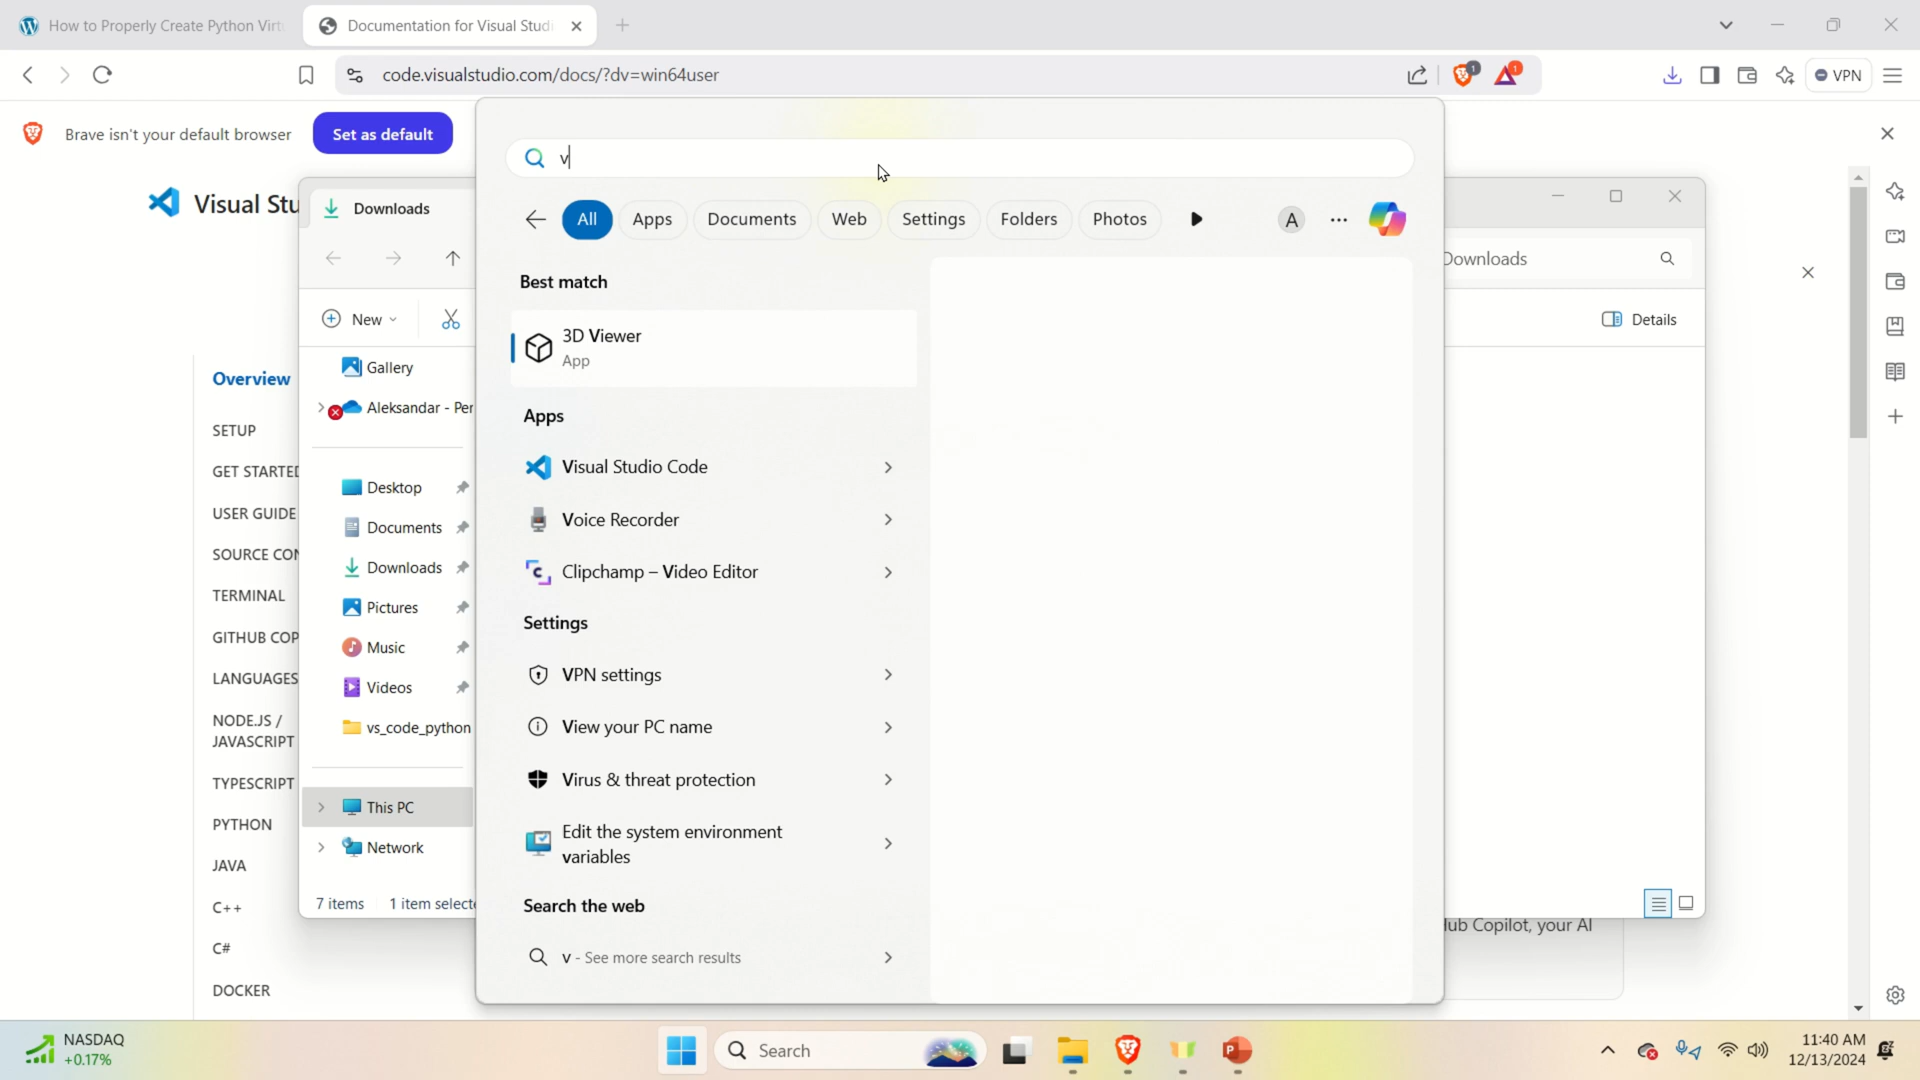 How to Properly Create Python Virt
Documentation for Visual Studi
code.visualstudio.com/docs/?dv=win64user
1
1
VPN
Brave isn't your default browser
Set as default
Visual Stu
Overview
SETUP
GET STARTED
USER GUIDE
SOURCE CON
TERMINAL
GITHUB COP
LANGUAGES
NODE.JS /
JAVASCRIPT
TYPESCRIPT
PYTHON
JAVA
C++
C#
DOCKER
Downloads
New
Gallery
Aleksandar - Per
Desktop
Documents
Downloads
Pictures
Music
Videos
vs_code_python
This PC
Network
7 items 1 item selecte
v
All
Apps
Documents
Web
Settings
Folders
Photos
A
Best match
3D Viewer
App
Apps
Visual Studio Code
Voice Recorder
Clipchamp – Video Editor
Settings
VPN settings
View your PC name
Virus & threat protection
Edit the system environment
variables
Search the web
v - See more search results
Downloads
Details
ub Copilot, your AI
NASDAQ
+0.17%
Search
11:40 AM
12/13/2024